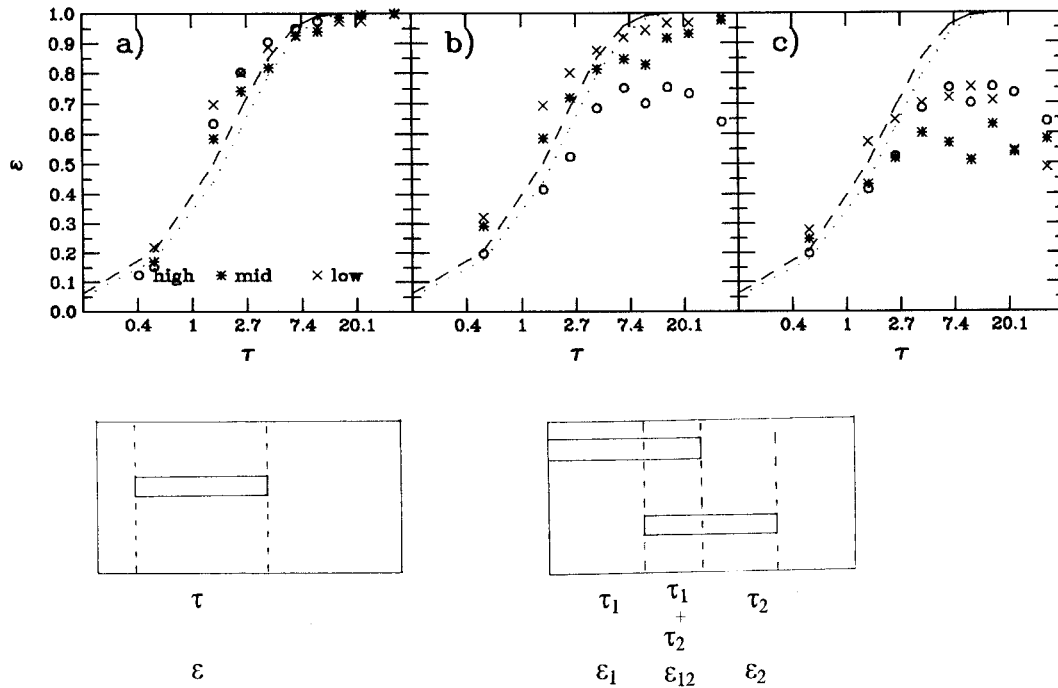 a) b) c)
1.0
0.9
0.8
0.7
0.6
0.5
0.4
0.3
0.2
0.1
0.0
ε
○ high * mid × low
0.4 1 2.7 7.4 20.1 0.4 1 2.7 7.4 20.1 0.4 1 2.7 7.4 20.1
τ τ τ
τ τ₁ τ₁ + τ₂ τ₂
ε ε₁ ε₁₂ ε₂